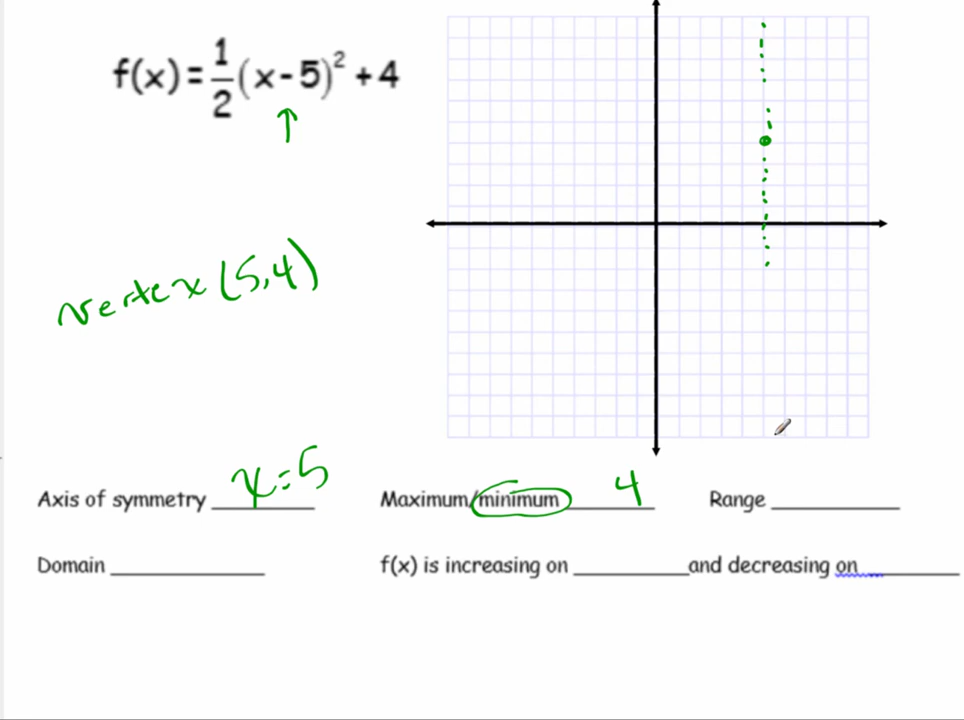 f(x) = 1/2 (x - 5)² + 4
vertex (5,4)
Axis of symmetry x=5 Maximum/minimum 4 Range
Domain f(x) is increasing on and decreasing on